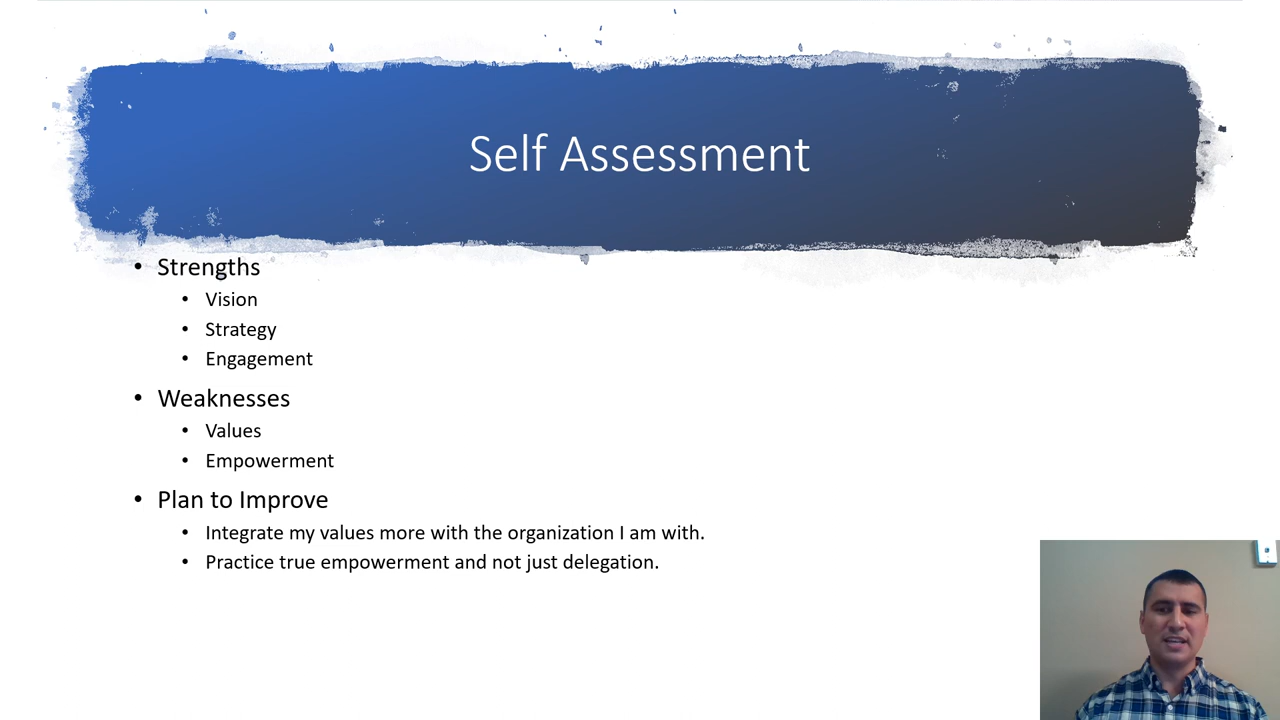 Self Assessment
• Strengths
• Vision
• Strategy
• Engagement
• Weaknesses
• Values
• Empowerment
• Plan to Improve
• Integrate my values more with the organization I am with.
• Practice true empowerment and not just delegation.